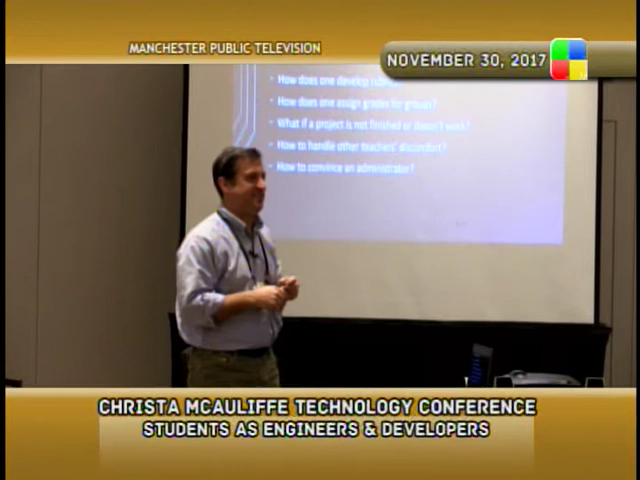 MANCHESTER PUBLIC TELEVISION
NOVEMBER 30, 2017
How does one develop
How does one assign grades for groups?
What if a project is not finished or doesn't work?
How to handle other teachers' discomfort?
How to convince an administrator?
CHRISTA MCAULIFFE TECHNOLOGY CONFERENCE
STUDENTS AS ENGINEERS & DEVELOPERS